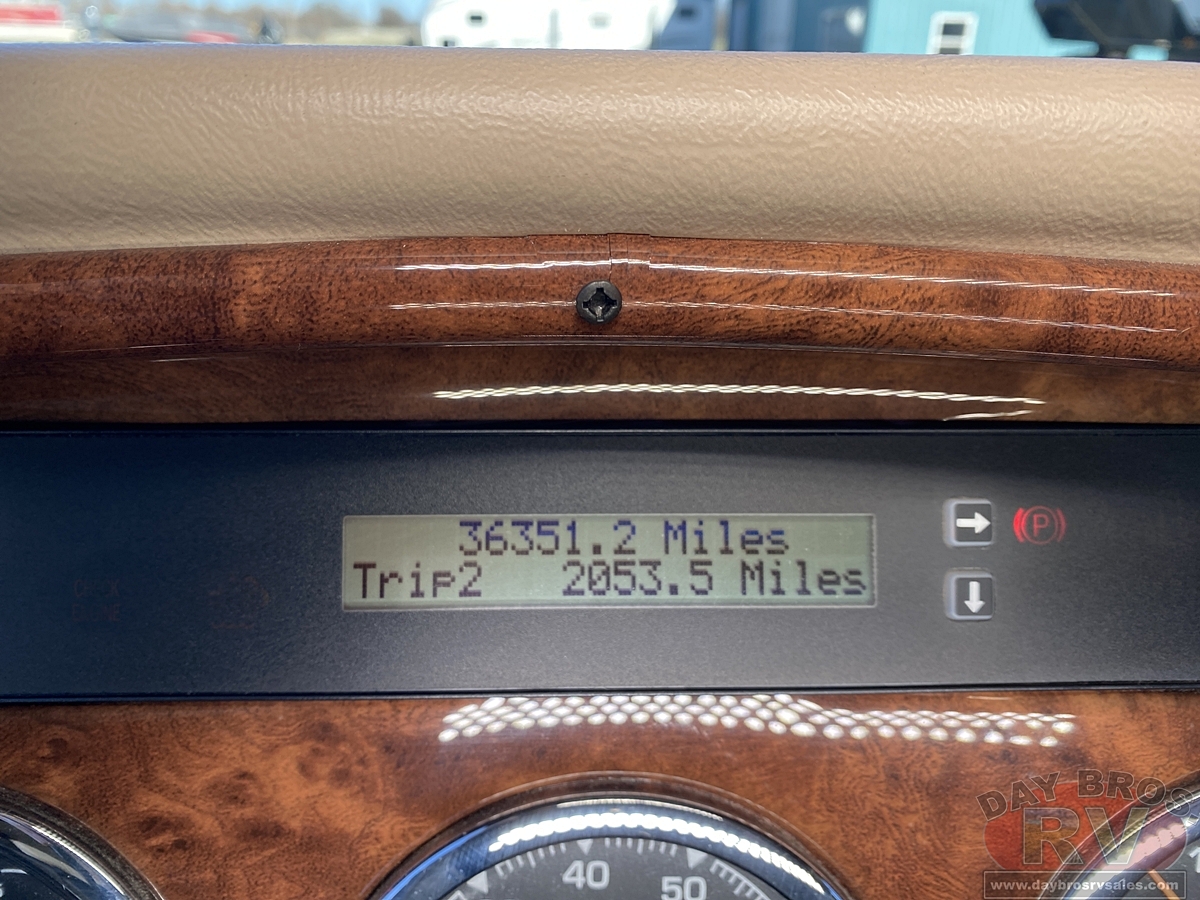 36351.2 Miles
Trip2 2053.5 Miles
P
40
50
DAY BROS
RV
www.daybrosrvsales.com